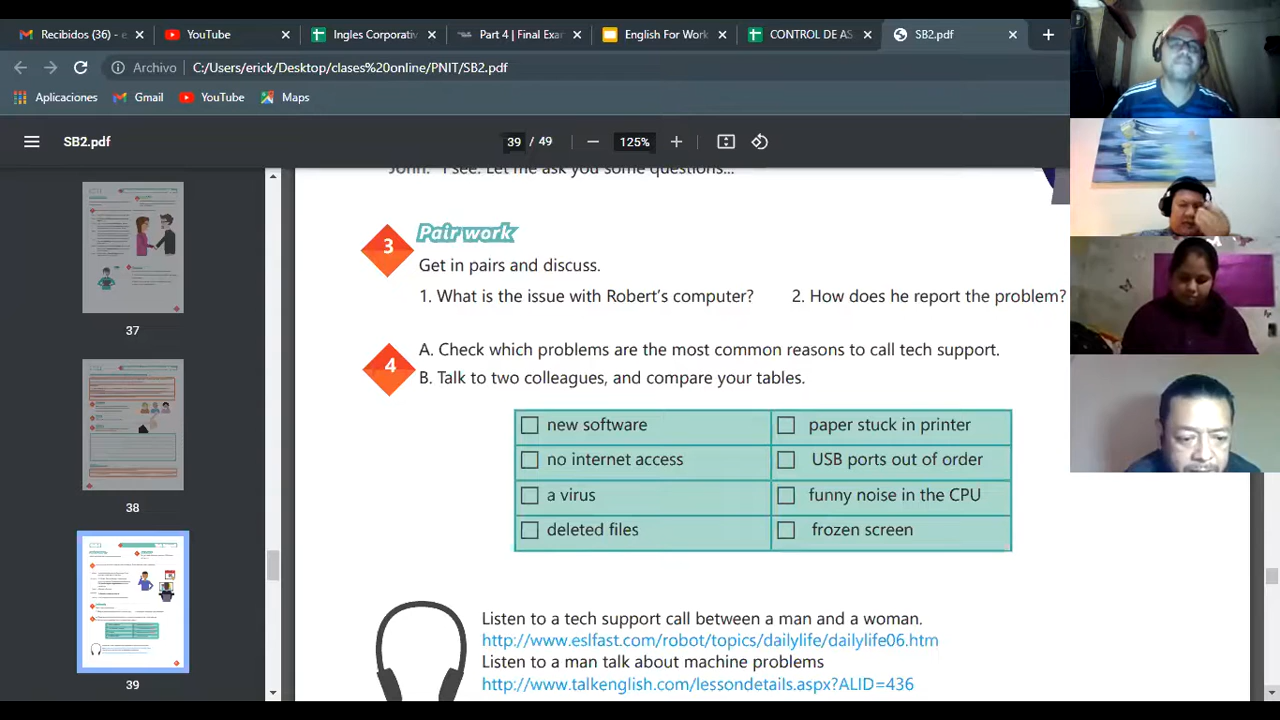 Recibidos (36) - e
YouTube
Ingles Corporativ
Part 4 | Final Exar
English For Work
CONTROL DE AS
SB2.pdf
Archivo
C:/Users/erick/Desktop/clases%20online/PNIT/SB2.pdf
Aplicaciones
Gmail
YouTube
Maps
SB2.pdf
39 / 49
125%
37
38
39
John: "I see. Let me ask you some questions...
3
Pair work
Get in pairs and discuss.
1. What is the issue with Robert's computer?
2. How does he report the problem?
4
A. Check which problems are the most common reasons to call tech support.
B. Talk to two colleagues, and compare your tables.
new software
paper stuck in printer
no internet access
USB ports out of order
a virus
funny noise in the CPU
deleted files
frozen screen
Listen to a tech support call between a man and a woman.
http://www.eslfast.com/robot/topics/dailylife/dailylife06.htm
Listen to a man talk about machine problems
http://www.talkenglish.com/lessondetails.aspx?ALID=436